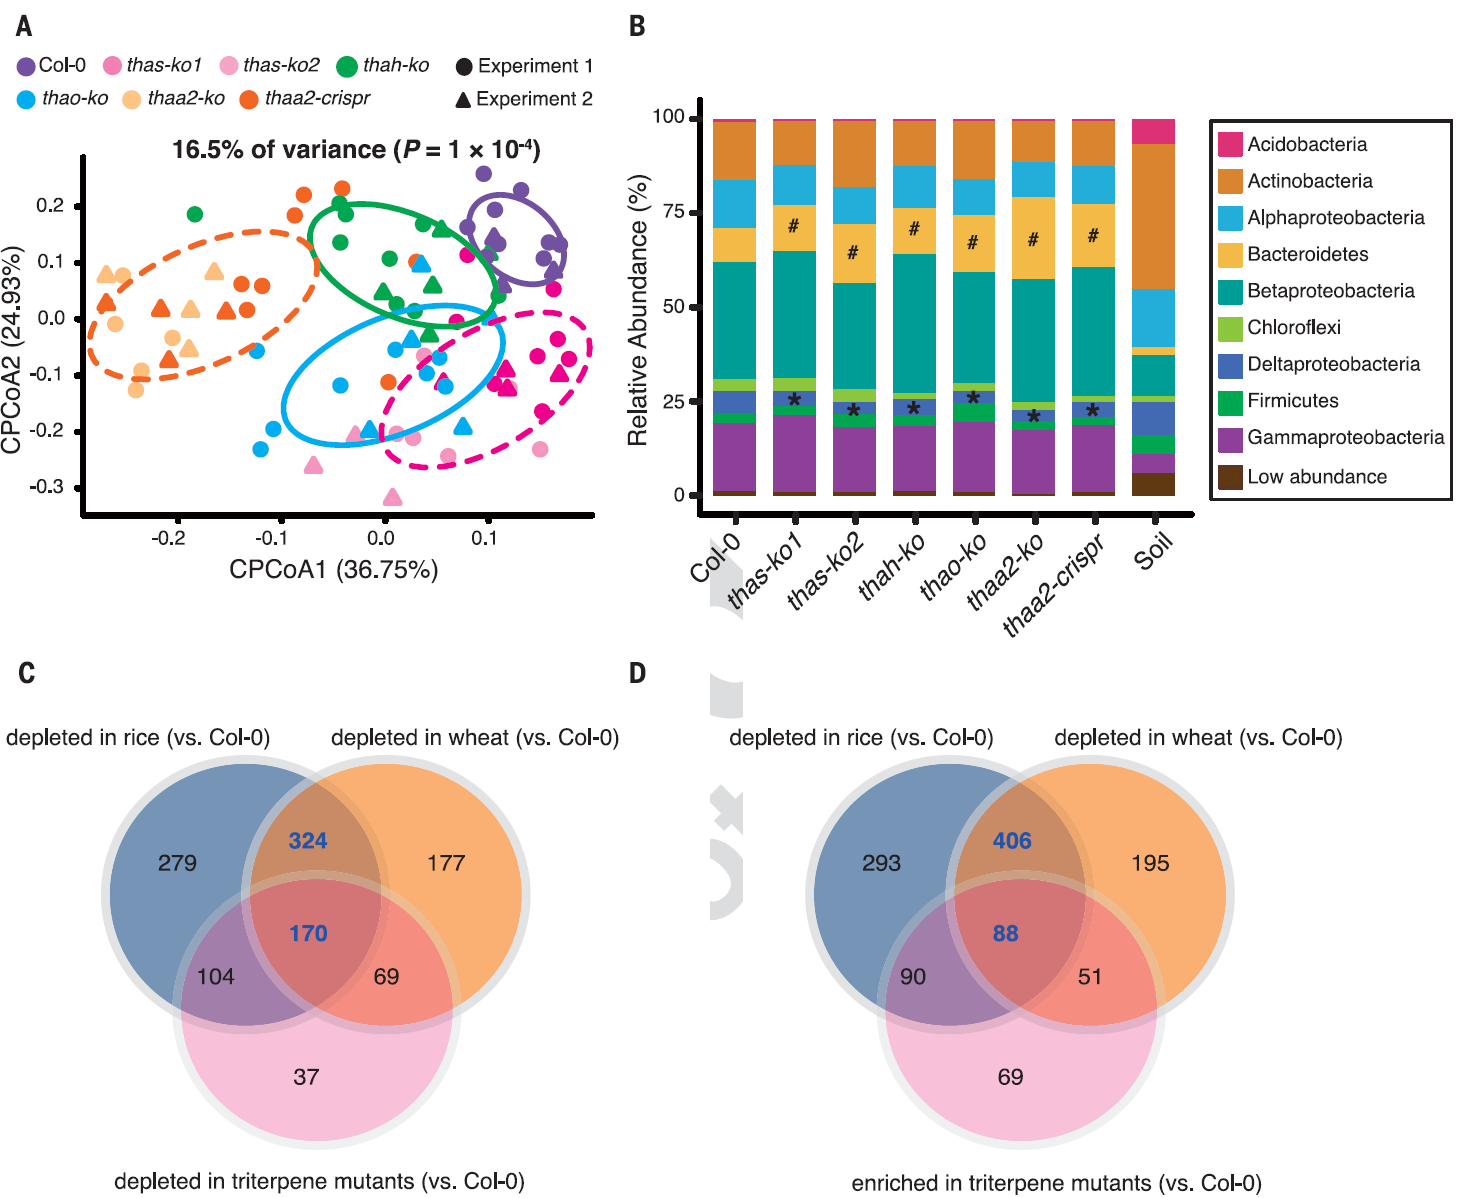 A
Col-0 thas-ko1 thas-ko2 thah-ko Experiment 1
thao-ko thaa2-ko thaa2-crispr Experiment 2
16.5% of variance (P = 1 × 10-4)
CPCoA2 (24.93%)
0.2
0.1
0.0
-0.1
-0.2
-0.3
-0.2 -0.1 0.0 0.1
CPCoA1 (36.75%)
B
Relative Abundance (%)
100
75
50
25
0
# # # # # #
* * * * * *
Col-0 thas-ko1 thas-ko2 thah-ko thao-ko thaa2-ko thaa2-crispr Soil
Acidobacteria
Actinobacteria
Alphaproteobacteria
Bacteroidetes
Betaproteobacteria
Chloroflexi
Deltaproteobacteria
Firmicutes
Gammaproteobacteria
Low abundance
C
depleted in rice (vs. Col-0) depleted in wheat (vs. Col-0)
324
279 177
170
104 69
37
depleted in triterpene mutants (vs. Col-0)
D
depleted in rice (vs. Col-0) depleted in wheat (vs. Col-0)
406
293 195
88
90 51
69
enriched in triterpene mutants (vs. Col-0)